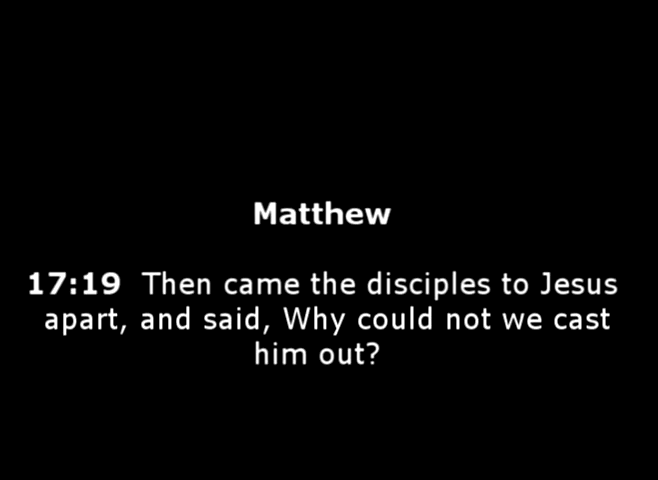 Matthew
17:19 Then came the disciples to Jesus
apart, and said, Why could not we cast
him out?